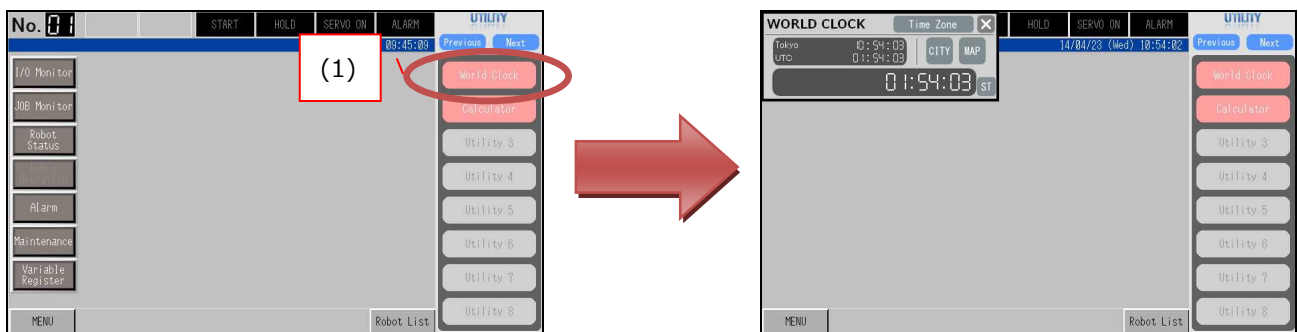 No. 01
START
HOLD
SERVO ON
ALARM
UTILITY
09:45:09
Previous
Next
(1)
I/O Monitor
JOB Monitor
Robot
Status
Alarm
Maintenance
Variable
Register
World Clock
Calculator
Utility 3
Utility 4
Utility 5
Utility 6
Utility 7
Utility 8
MENU
Robot List
WORLD CLOCK
Time Zone
X
HOLD
SERVO ON
ALARM
UTILITY
14/04/23 (Wed) 10:54:02
Previous
Next
Tokyo 10:54:03
UTC 01:54:03
CITY
MAP
01:54:03
ST
World Clock
Calculator
Utility 3
Utility 4
Utility 5
Utility 6
Utility 7
Utility 8
MENU
Robot List